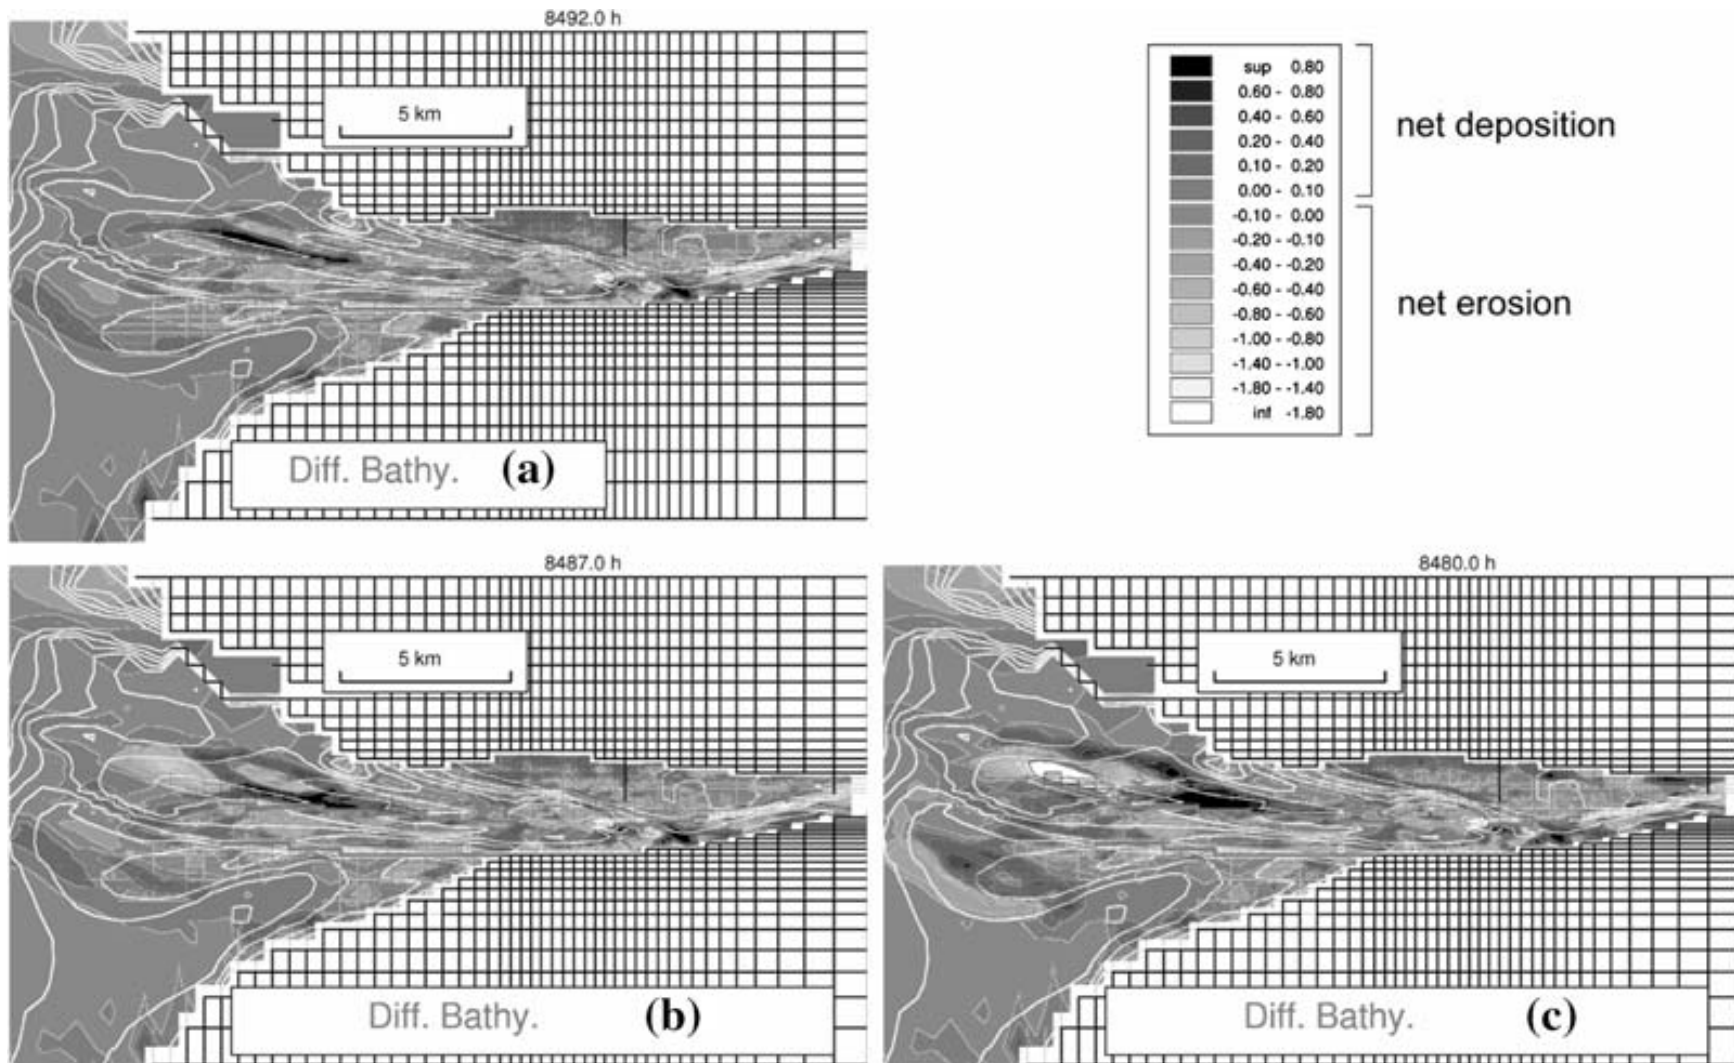 8492.0 h
5 km
Diff. Bathy. (a)
sup 0.80
0.60 - 0.80
0.40 - 0.60
0.20 - 0.40
0.10 - 0.20
0.00 - 0.10
-0.10 - 0.00
-0.20 - -0.10
-0.40 - -0.20
-0.60 - -0.40
-0.80 - -0.60
-1.00 - -0.80
-1.40 - -1.00
-1.80 - -1.40
inf -1.80
net deposition
net erosion
8487.0 h
5 km
Diff. Bathy. (b)
8480.0 h
5 km
Diff. Bathy. (c)